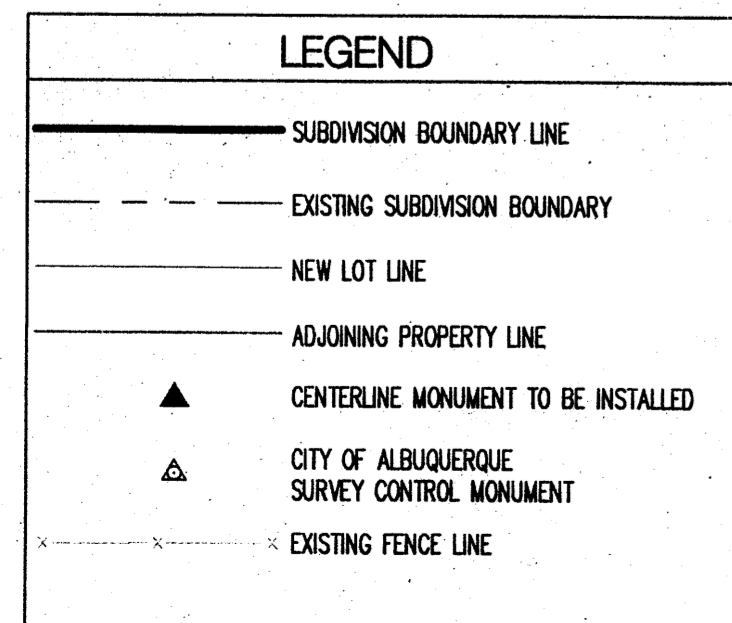 LEGEND
SUBDIVISION BOUNDARY LINE
EXISTING SUBDIVISION BOUNDARY
NEW LOT LINE
ADJOINING PROPERTY LINE
CENTERLINE MONUMENT TO BE INSTALLED
CITY OF ALBUQUERQUE
SURVEY CONTROL MONUMENT
EXISTING FENCE LINE